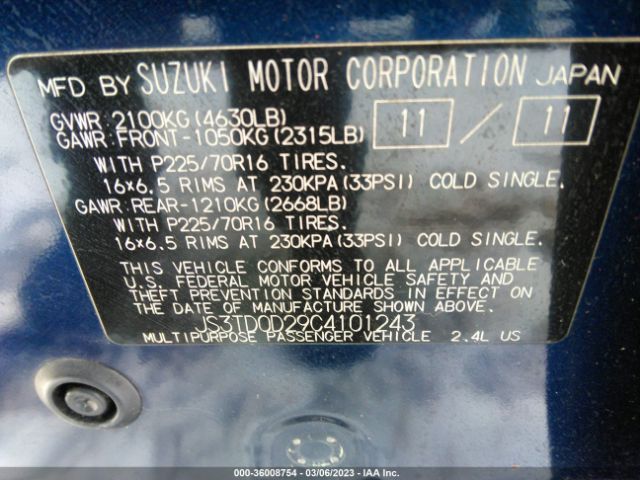 MFD BY SUZUKI MOTOR CORPORATION JAPAN
GVWR: 2100KG (4630LB)
GAWR: FRONT-1050KG (2315LB) 11 / 11
WITH P225/70R16 TIRES.
16×6.5 RIMS AT 230KPA (33PSI) COLD SINGLE.
GAWR: REAR-1210KG (2668LB)
WITH P225/70R16 TIRES.
16×6.5 RIMS AT 230KPA (33PSI) COLD SINGLE.
THIS VEHICLE CONFORMS TO ALL APPLICABLE
U.S. FEDERAL MOTOR VEHICLE SAFETY AND
THEFT PREVENTION STANDARDS IN EFFECT ON
THE DATE OF MANUFACTURE SHOWN ABOVE.
JS3TD0D29C4101243
MULTIPURPOSE PASSENGER VEHICLE 2.4L US
000-36008754 — 03/06/2023 — IAA Inc.